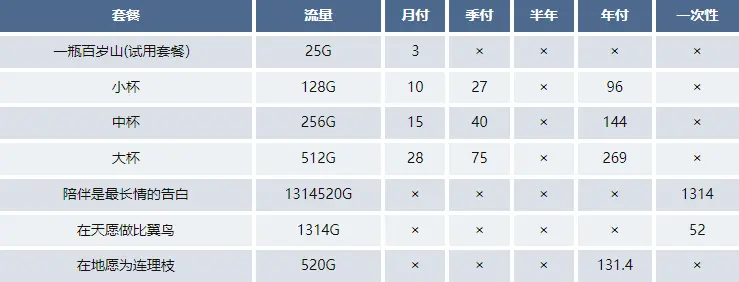 套餐 流量 月付 季付 半年 年付 一次性
一瓶百岁山(试用套餐) 25G 3 × × × ×
小杯 128G 10 27 × 96 ×
中杯 256G 15 40 × 144 ×
大杯 512G 28 75 × 269 ×
陪伴是最长情的告白 1314520G × × × × 1314
在天愿做比翼鸟 1314G × × × × 52
在地愿为连理枝 520G × × × 131.4 ×